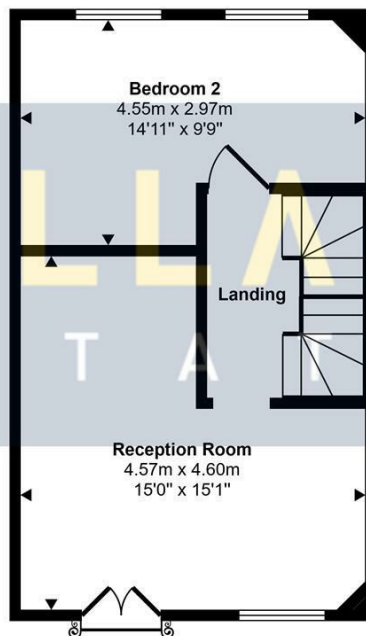 Bedroom 2
4.55m x 2.97m
14'11" x 9'9"
LLA
Landing
T A T
Reception Room
4.57m x 4.60m
15'0" x 15'1"